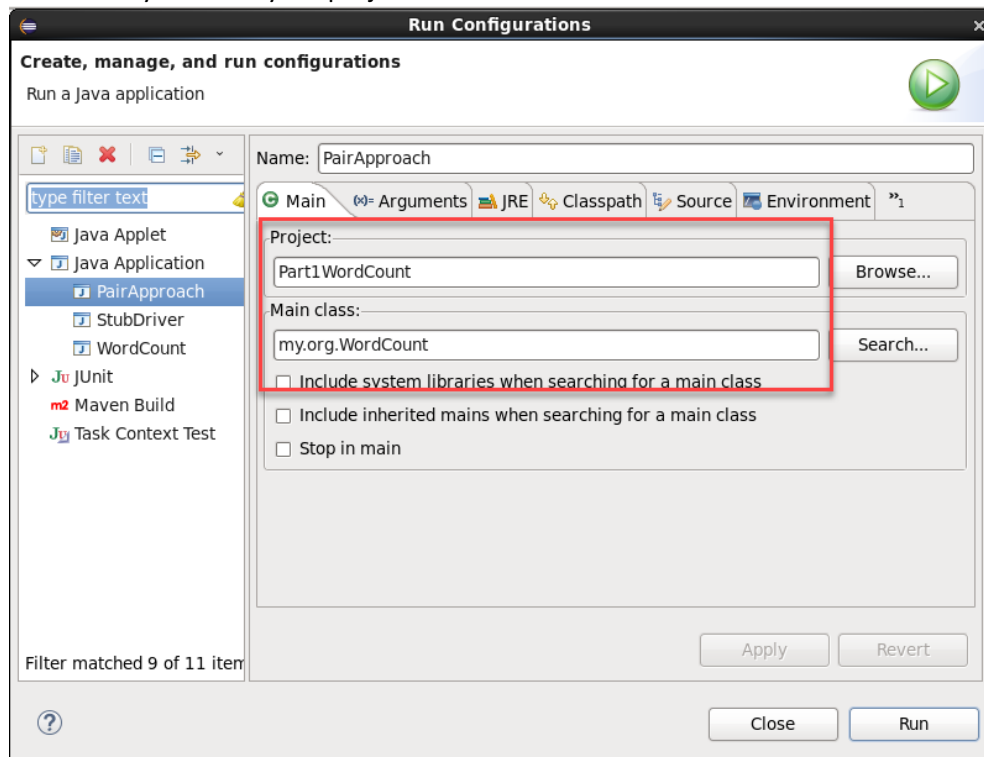 Run Configurations
Create, manage, and run configurations
Run a Java application
Name: PairApproach
type filter text
Main (x)= Arguments JRE Classpath Source Environment »1
Java Applet
Java Application
PairApproach
StubDriver
WordCount
JUnit
m2 Maven Build
Task Context Test
Filter matched 9 of 11 item
Project:
Part1WordCount Browse...
Main class:
my.org.WordCount Search...
Include system libraries when searching for a main class
Include inherited mains when searching for a main class
Stop in main
Apply Revert
Close Run